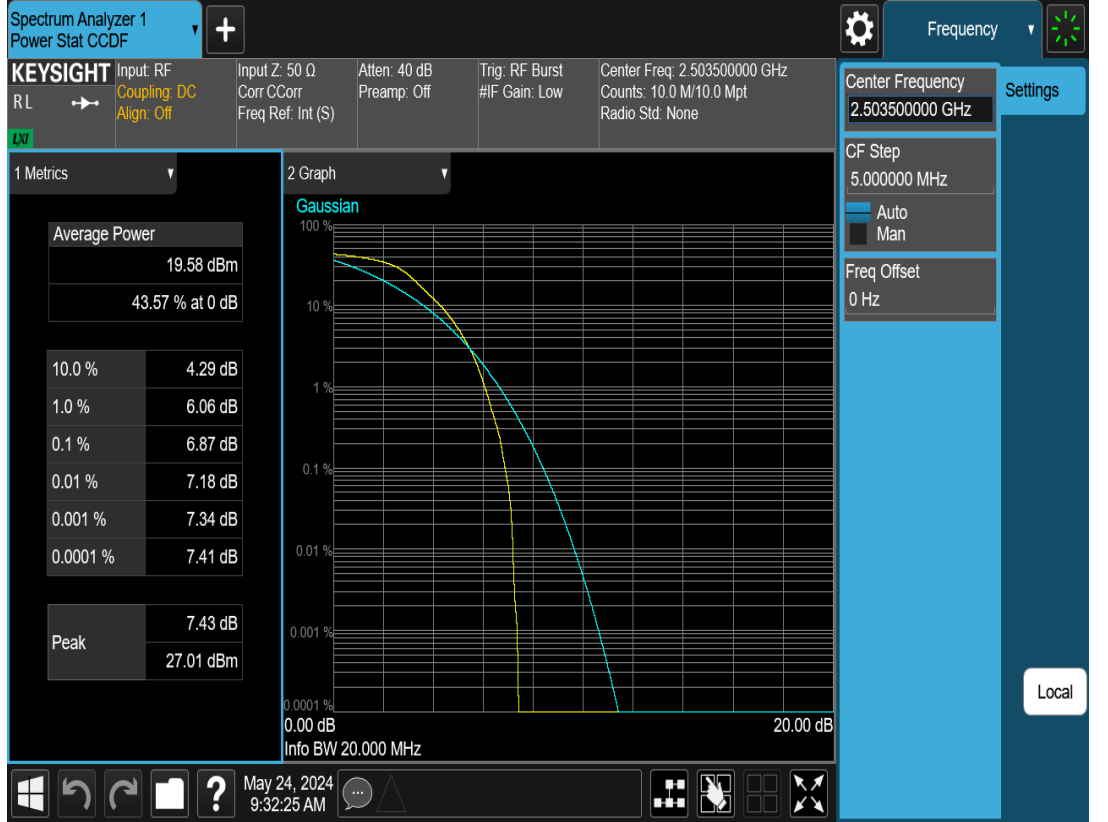 Spectrum Analyzer 1
Power Stat CCDF
+
Frequency
KEYSIGHT
RL
LXI
Input: RF
Coupling: DC
Align: Off
Input Z: 50 Ω
Corr CCorr
Freq Ref: Int (S)
Atten: 40 dB
Preamp: Off
Trig: RF Burst
#IF Gain: Low
Center Freq: 2.503500000 GHz
Counts: 10.0 M/10.0 Mpt
Radio Std: None
Center Frequency
2.503500000 GHz
Settings
CF Step
5.000000 MHz
Auto
Man
Freq Offset
0 Hz
1 Metrics
Average Power
19.58 dBm
43.57 % at 0 dB
10.0 % 4.29 dB
1.0 % 6.06 dB
0.1 % 6.87 dB
0.01 % 7.18 dB
0.001 % 7.34 dB
0.0001 % 7.41 dB
Peak
7.43 dB
27.01 dBm
2 Graph
Gaussian
100 %
10 %
1 %
0.1 %
0.01 %
0.001 %
0.0001 %
0.00 dB 20.00 dB
Info BW 20.000 MHz
Local
?
May 24, 2024
9:32:25 AM